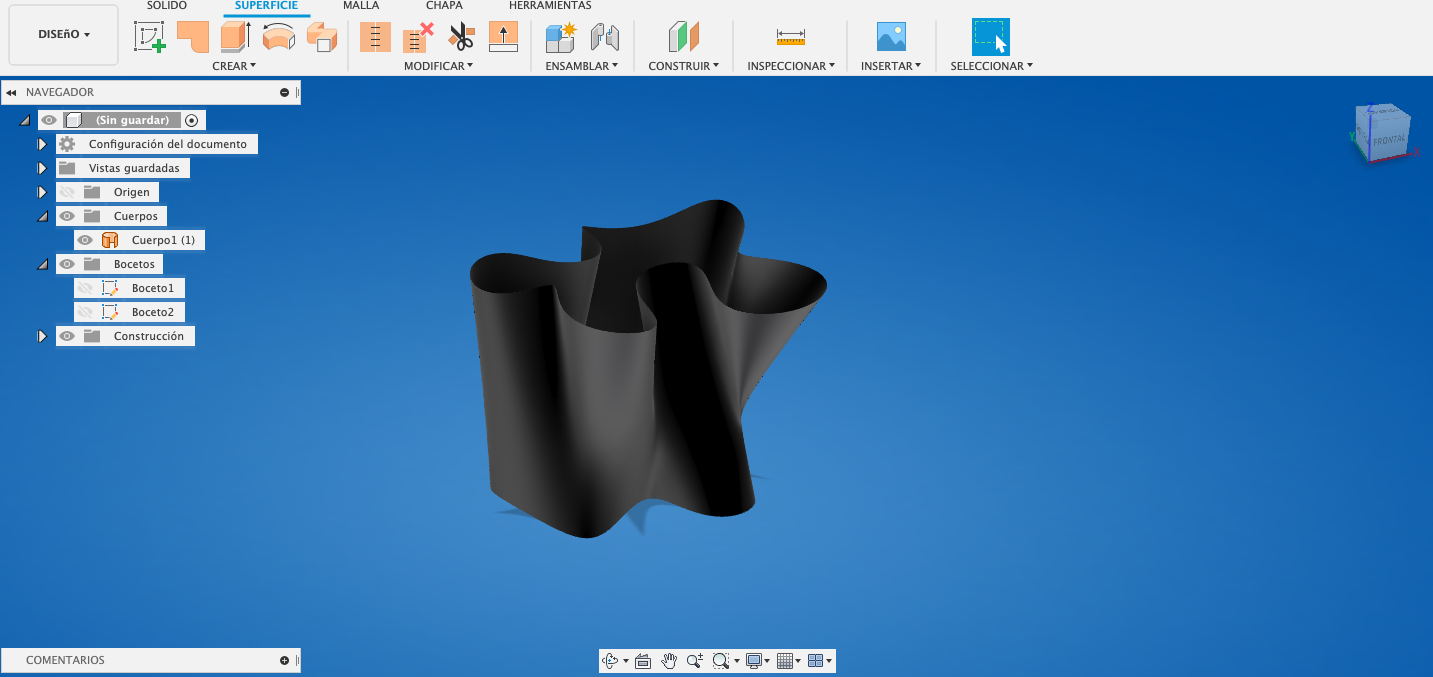 SÓLIDO SUPERFICIE MALLA CHAPA HERRAMIENTAS
DISEÑO
CREAR MODIFICAR ENSAMBLAR CONSTRUIR INSPECCIONAR INSERTAR SELECCIONAR
NAVEGADOR
(Sin guardar)
Configuración del documento
Vistas guardadas
Origen
Cuerpos
Cuerpo1 (1)
Bocetos
Boceto1
Boceto2
Construcción
Z
Y
X
FRONTAL
COMENTARIOS